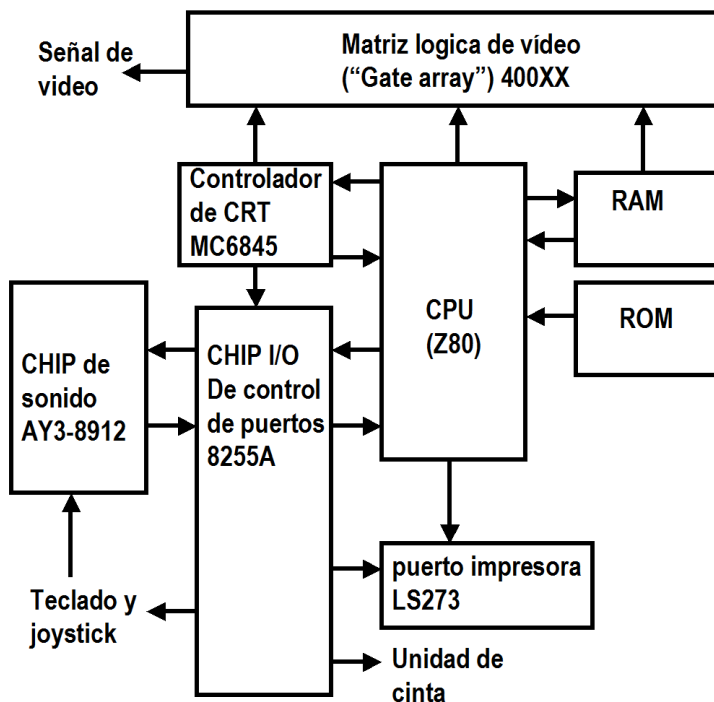 Señal de
video
Matriz logica de vídeo
(“Gate array”) 400XX
Controlador
de CRT
MC6845
RAM
CPU
(Z80)
ROM
CHIP de
sonido
AY3-8912
CHIP I/O
De control
de puertos
8255A
puerto impresora
LS273
Teclado y
joystick
Unidad de
cinta